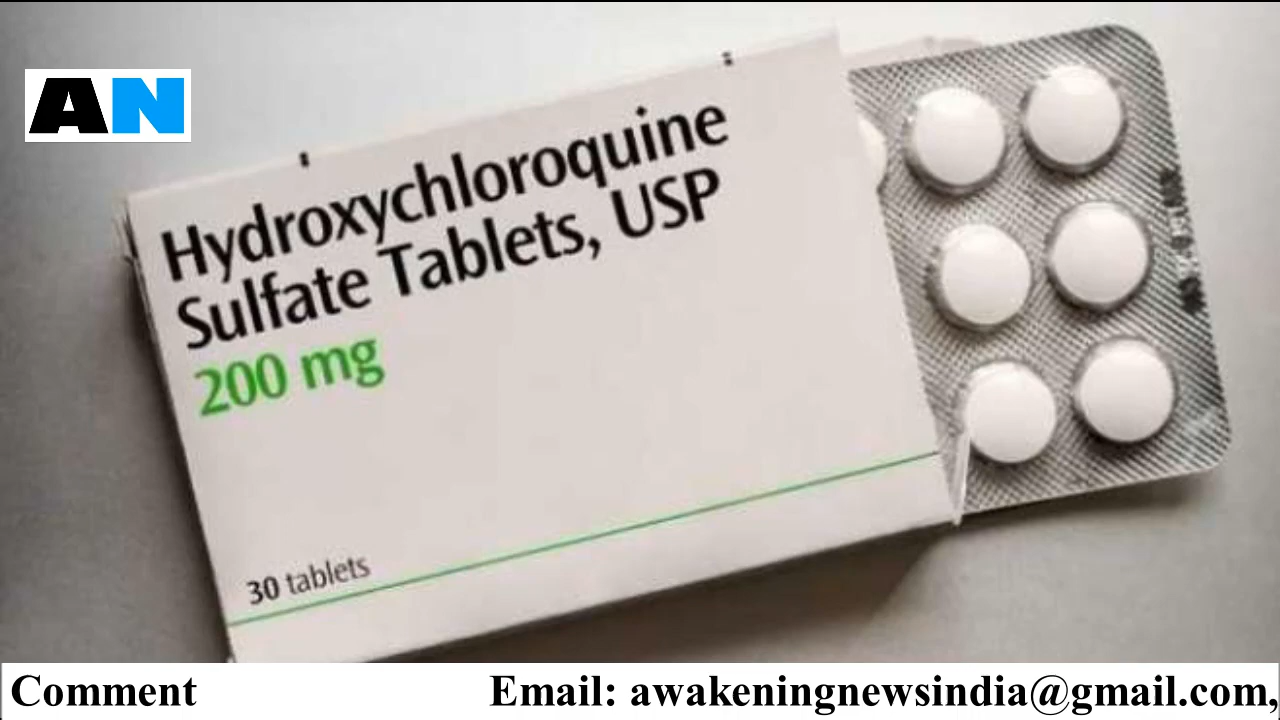 AN
Hydroxychloroquine
Sulfate Tablets, USP
200 mg
30 tablets
Comment
Email: awakeningnewsindia@gmail.com,